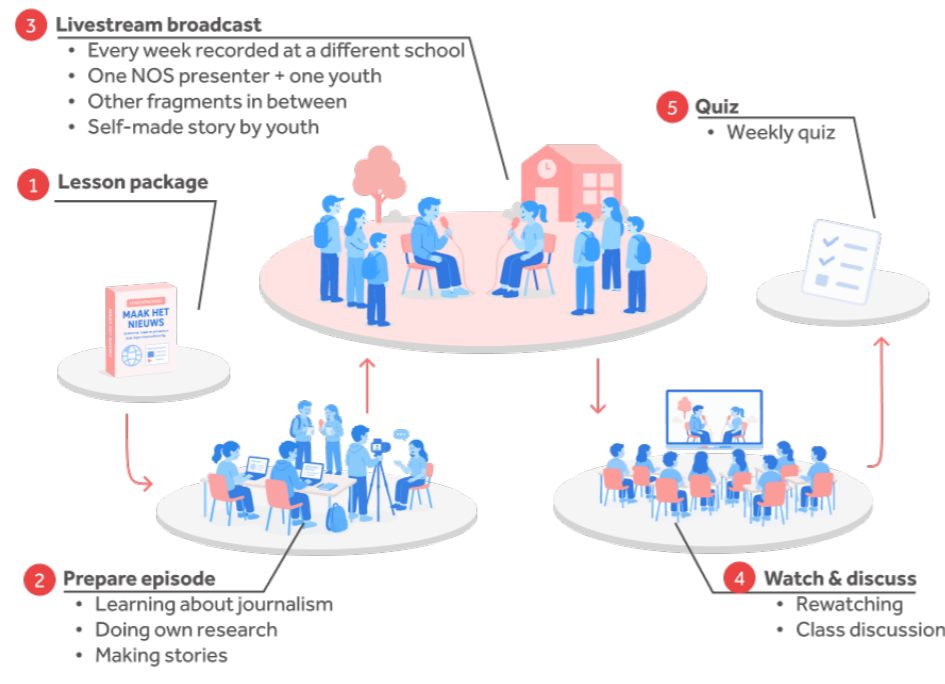 3
Livestream broadcast
• Every week recorded at a different school
• One NOS presenter + one youth
• Other fragments in between
• Self-made story by youth
5
Quiz
• Weekly quiz
1
Lesson package
MAAK HET
NIEUWS
2
Prepare episode
• Learning about journalism
• Doing own research
• Making stories
4
Watch & discuss
• Rewatching
• Class discussion